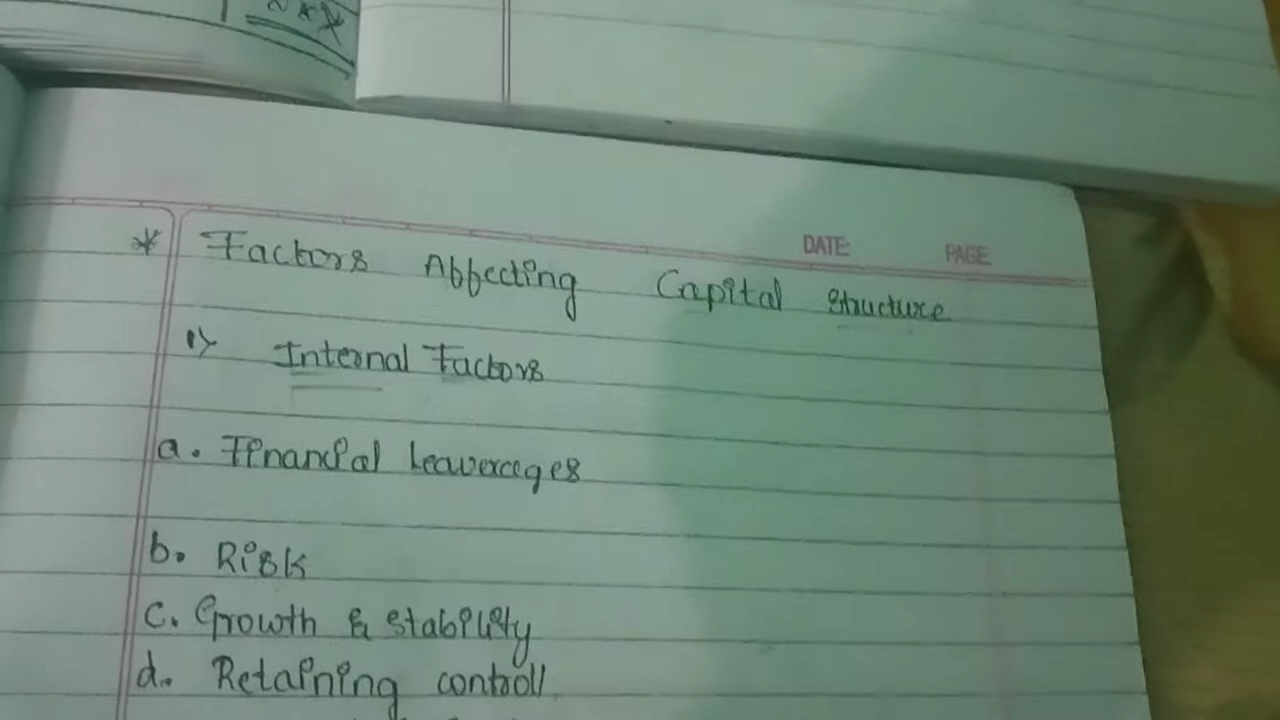 DATE: PAGE:
* Factors Affecting Capital Structure
1> Internal Factors
a. Financial Leaverages
b. Risk
c. Growth & stability
d. Retaining controll